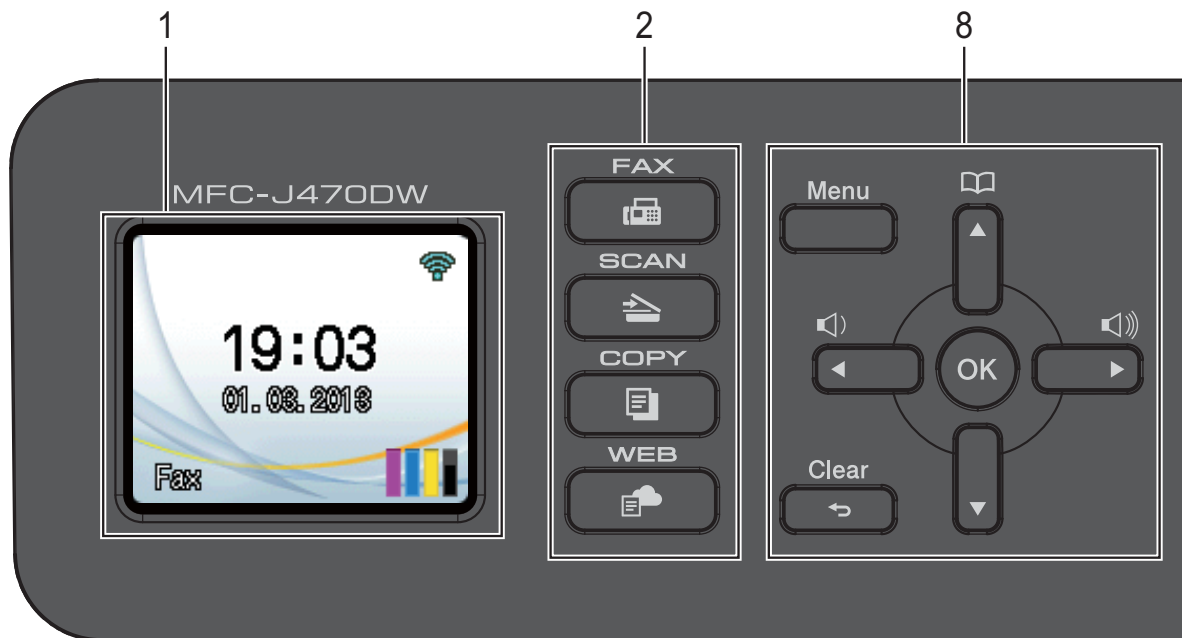 1 2 8
MFC-J470DW
19:03
01.03.2013
Fax
FAX
SCAN
COPY
WEB
Menu
OK
Clear